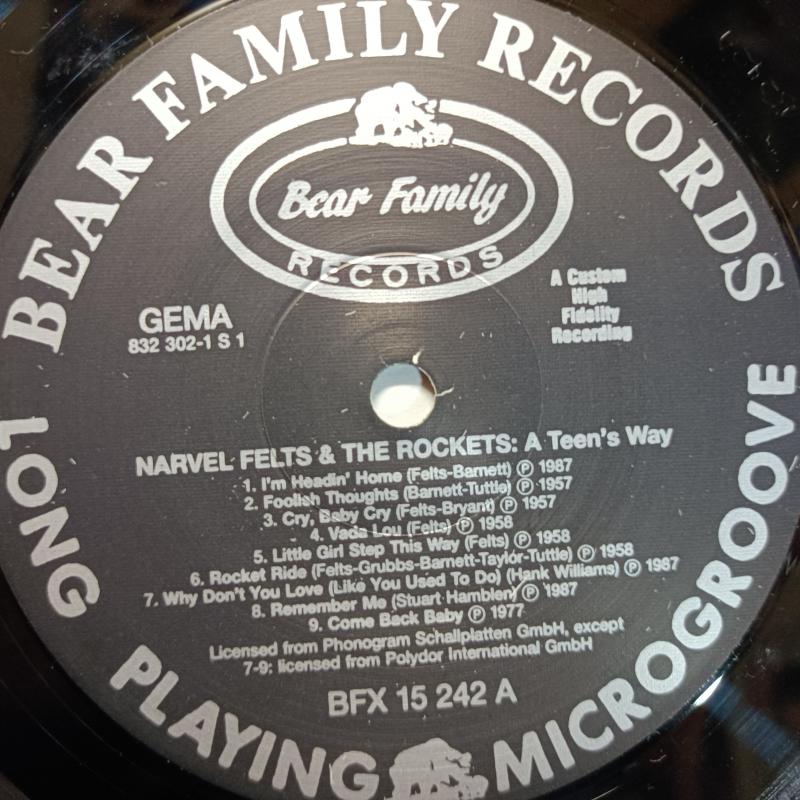 BEAR FAMILY RECORDS
Bear Family
RECORDS
A Custom
High
Fidelity
Recording
GEMA
832 302-1 S 1
NARVEL FELTS & THE ROCKETS: A Teen's Way
1. I'm Headin' Home (Felts-Barnett) ℗ 1987
2. Foolish Thoughts (Barnett-Tuttle) ℗ 1957
3. Cry, Baby Cry (Felts-Bryant) ℗ 1957
4. Vada Lou (Felts) ℗ 1958
5. Little Girl Step This Way (Felts) ℗ 1958
6. Rocket Ride (Felts-Grubbs-Barnett-Taylor-Tuttle) ℗ 1958
7. Why Don't You Love (Like You Used To Do) (Hank Williams) ℗ 1987
8. Remember Me (Stuart Hamblen) ℗ 1987
9. Come Back Baby ℗ 1977
Licensed from Phonogram Schallplatten GmbH, except
7-9: licensed from Polydor International GmbH
BFX 15 242 A
LONG PLAYING MICROGROOVE